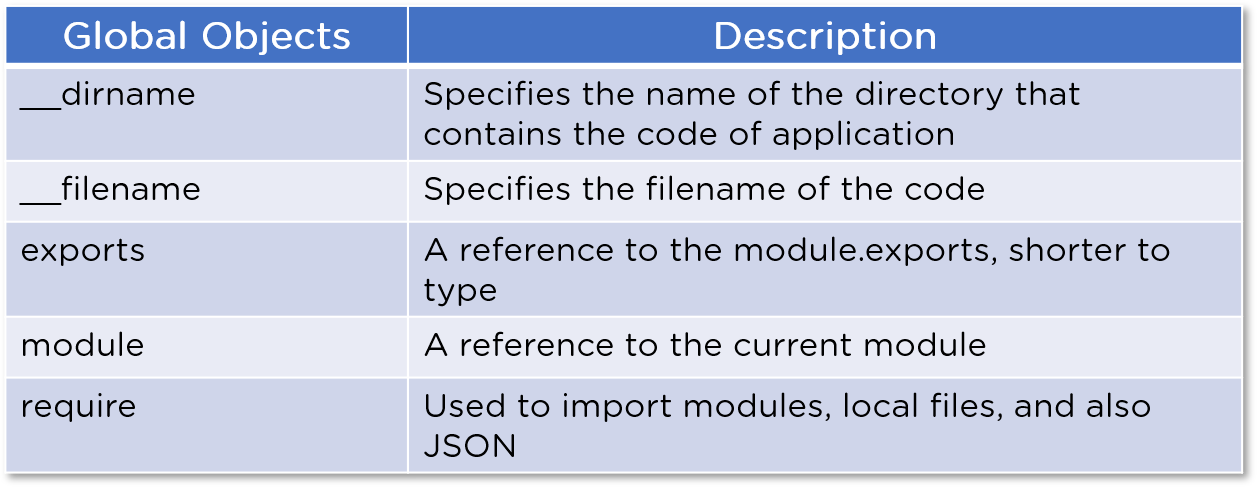 Global Objects
Description
__dirname
Specifies the name of the directory that
contains the code of application
__filename
Specifies the filename of the code
exports
A reference to the module.exports, shorter to
type
module
A reference to the current module
require
Used to import modules, local files, and also
JSON